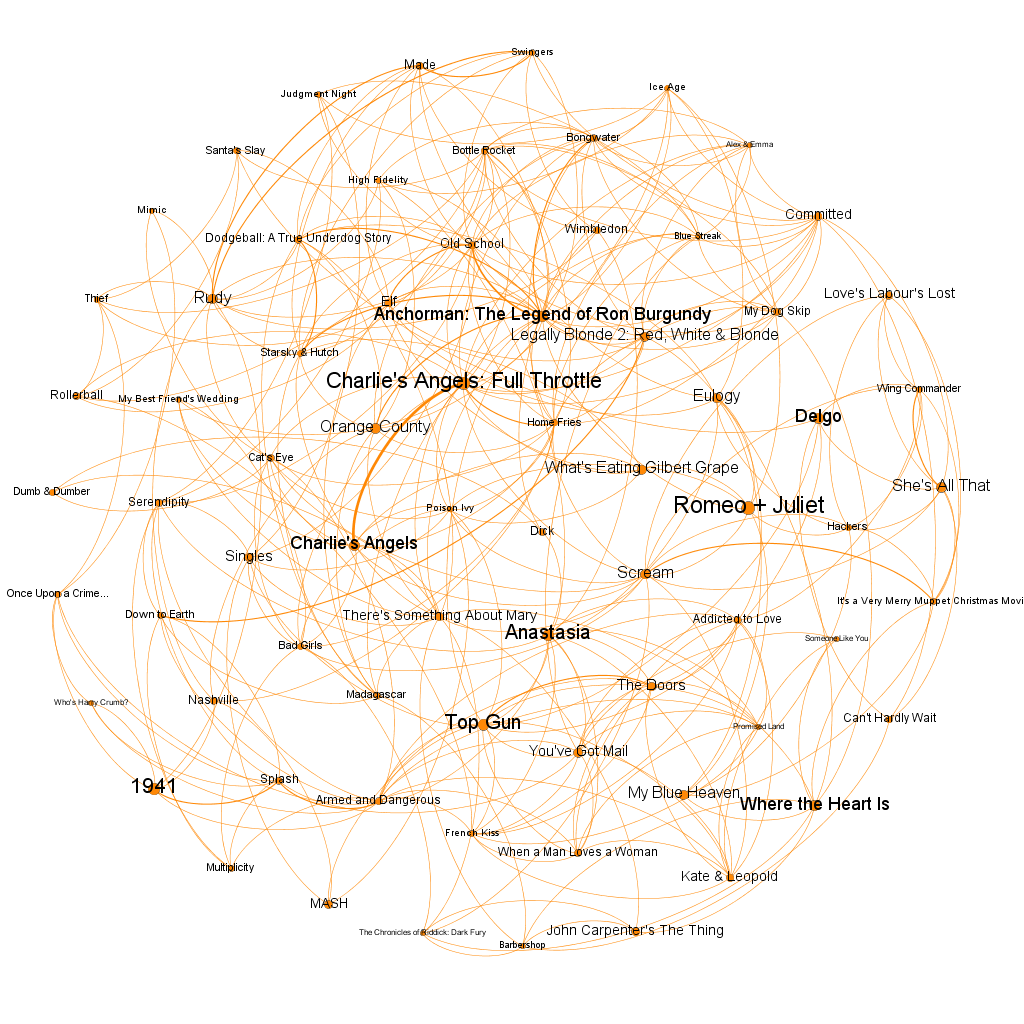 Swingers
Made
Ice Age
Judgment Night
Bongwater
Alex & Emma
Santa's Slay
Bottle Rocket
High Fidelity
Mimic
Committed
Wimbledon
Blue Streak
Dodgeball: A True Underdog Story
Old School
Love's Labour's Lost
Thief
Rudy
Elf
Anchorman: The Legend of Ron Burgundy
My Dog Skip
Legally Blonde 2: Red, White & Blonde
Starsky & Hutch
Charlie's Angels: Full Throttle
Wing Commander
Rollerball
My Best Friend's Wedding
Eulogy
Delgo
Orange County
Home Fries
Cat's Eye
What's Eating Gilbert Grape
Dumb & Dumber
She's All That
Serendipity
Poison Ivy
Romeo + Juliet
Hackers
Dick
Charlie's Angels
Singles
Scream
Once Upon a Crime...
It's a Very Merry Muppet Christmas Movi
Down to Earth
There's Something About Mary
Addicted to Love
Anastasia
Someone Like You
Bad Girls
The Doors
Who's Harry Crumb?
Nashville
Madagascar
Top Gun
Promised Land
Can't Hardly Wait
You've Got Mail
1941
Splash
Armed and Dangerous
My Blue Heaven
Where the Heart Is
French Kiss
When a Man Loves a Woman
Multiplicity
Kate & Leopold
MASH
The Chronicles of Riddick: Dark Fury
John Carpenter's The Thing
Barbershop